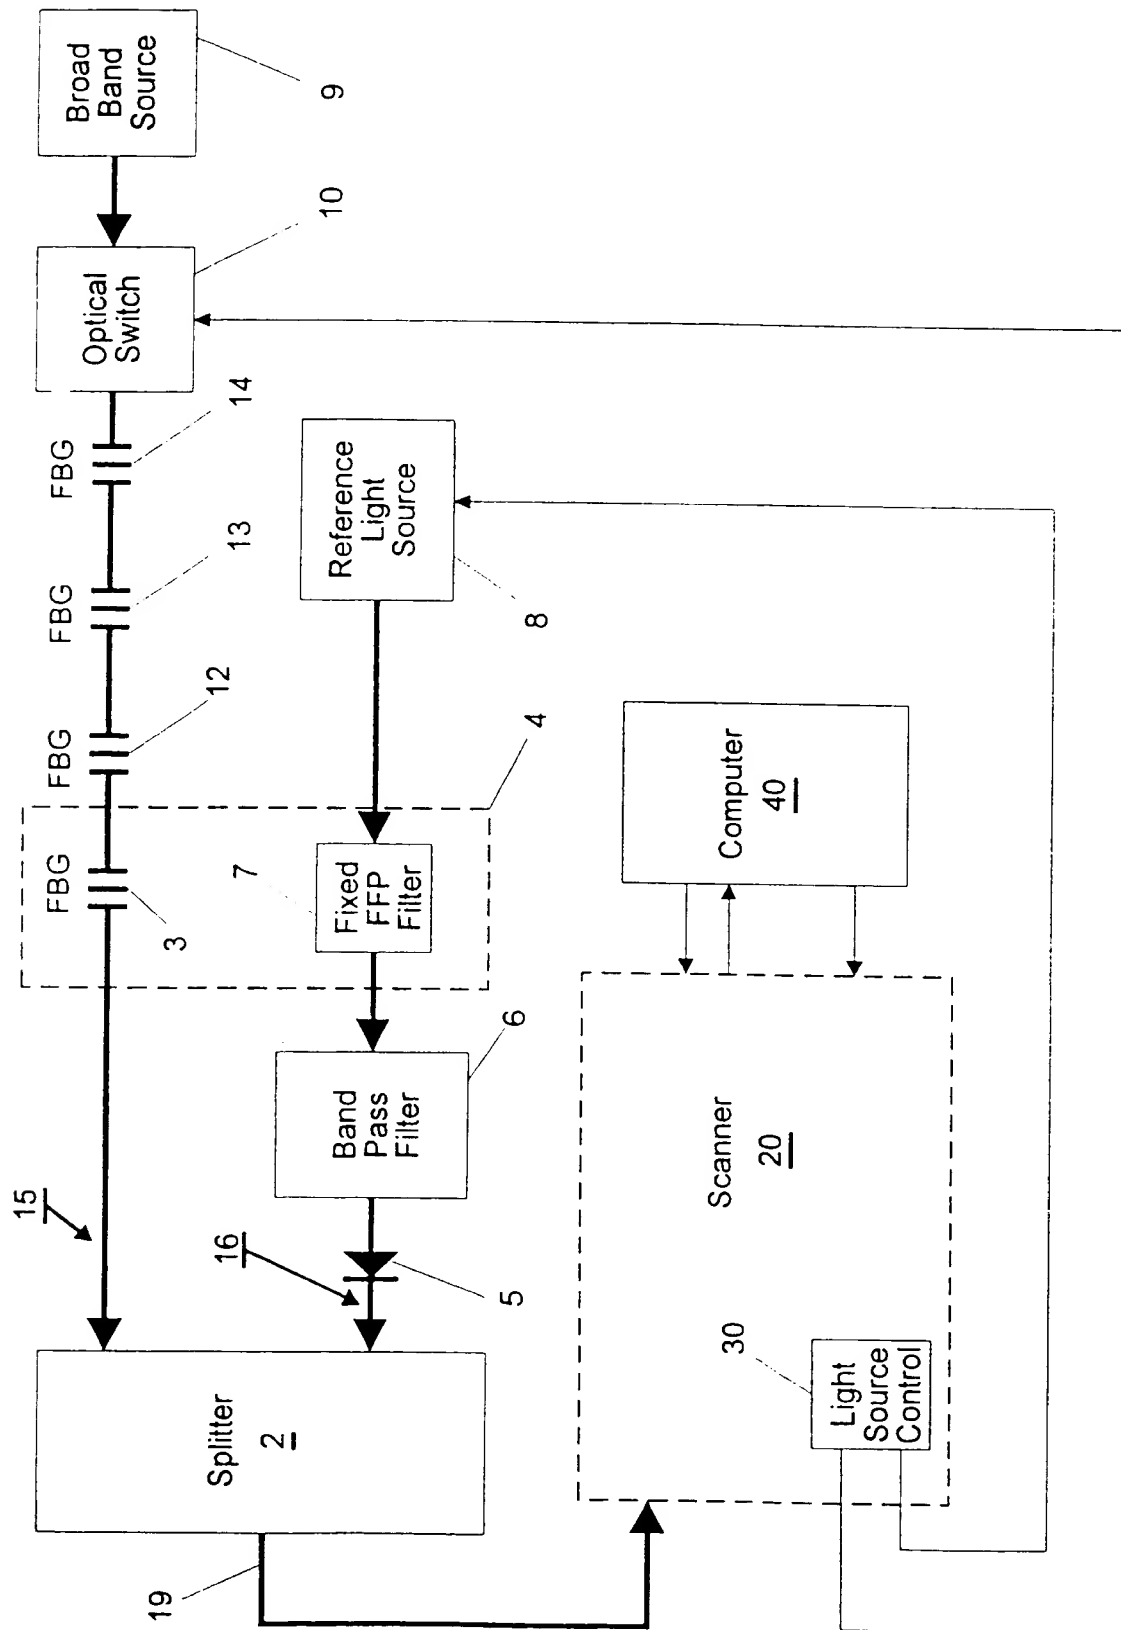 Splitter
2
15
FBG
3
FBG
12
FBG
13
FBG
14
Optical
Switch
10
Broad
Band
Source
9
16
5
Band
Pass
Filter
6
7
Fixed
FFP
Filter
4
Reference
Light
Source
8
19
Scanner
20
30
Light
Source
Control
Computer
40